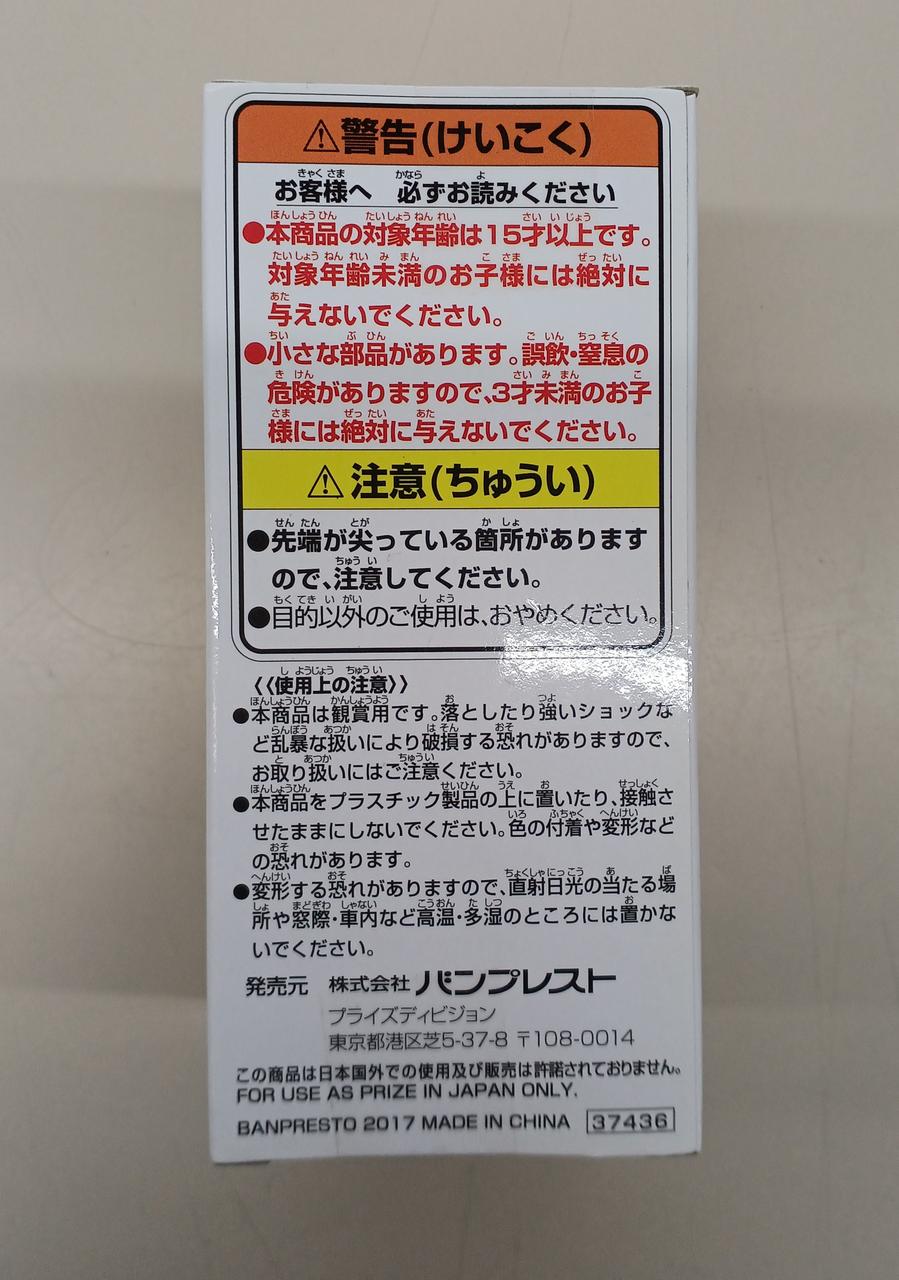 ⚠警告(けいこく)
お客様へ 必ずお読みください
●本商品の対象年齢は15才以上です。
対象年齢未満のお子様には絶対に
与えないでください。
●小さな部品があります。誤飲・窒息の
危険がありますので、3才未満のお子
様には絶対に与えないでください。
⚠注意(ちゅうい)
●先端が尖っている箇所があります
ので、注意してください。
●目的以外のご使用は、おやめください。
《使用上の注意》
●本商品は観賞用です。落としたり強いショックな
ど乱暴な扱いにより破損する恐れがありますので、
お取り扱いにはご注意ください。
●本商品をプラスチック製品の上に置いたり、接触さ
せたままにしないでください。色の付着や変形など
の恐れがあります。
●変形する恐れがありますので、直射日光の当たる場
所や窓際・車内など高温・多湿のところには置かな
いでください。
発売元 株式会社 バンプレスト
プライズディビジョン
東京都港区芝5-37-8 〒108-0014
この商品は日本国外での使用及び販売は許諾されておりません。
FOR USE AS PRIZE IN JAPAN ONLY.
BANPRESTO 2017 MADE IN CHINA 37436